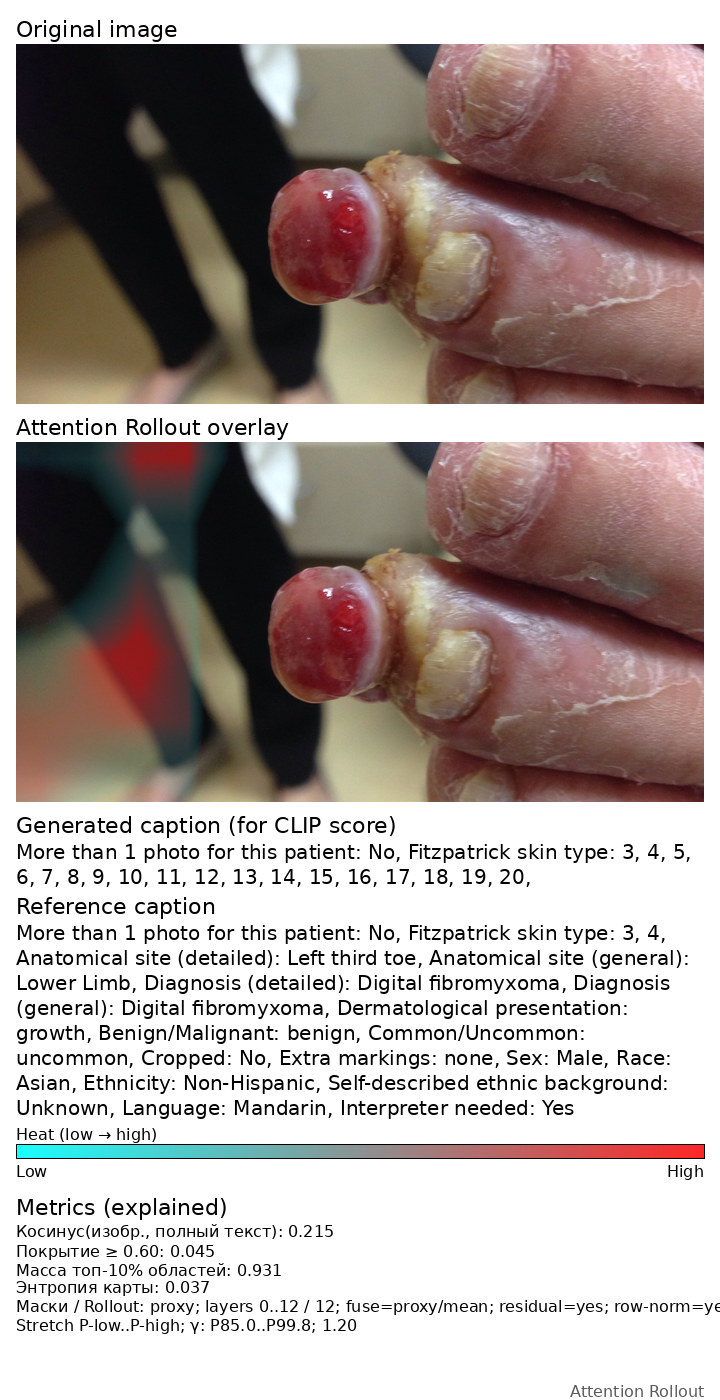 Original image
Attention Rollout overlay
Generated caption (for CLIP score)
More than 1 photo for this patient: No, Fitzpatrick skin type: 3, 4, 5,
6, 7, 8, 9, 10, 11, 12, 13, 14, 15, 16, 17, 18, 19, 20,
Reference caption
More than 1 photo for this patient: No, Fitzpatrick skin type: 3, 4,
Anatomical site (detailed): Left third toe, Anatomical site (general):
Lower Limb, Diagnosis (detailed): Digital fibromyxoma, Diagnosis
(general): Digital fibromyxoma, Dermatological presentation:
growth, Benign/Malignant: benign, Common/Uncommon:
uncommon, Cropped: No, Extra markings: none, Sex: Male, Race:
Asian, Ethnicity: Non-Hispanic, Self-described ethnic background:
Unknown, Language: Mandarin, Interpreter needed: Yes
Heat (low → high)
Low High
Metrics (explained)
Косинус(изобр., полный текст): 0.215
Покрытие ≥ 0.60: 0.045
Масса топ-10% областей: 0.931
Энтропия карты: 0.037
Маски / Rollout: proxy; layers 0..12 / 12; fuse=proxy/mean; residual=yes; row-norm=ye
Stretch P-low..P-high; γ: P85.0..P99.8; 1.20
Attention Rollout